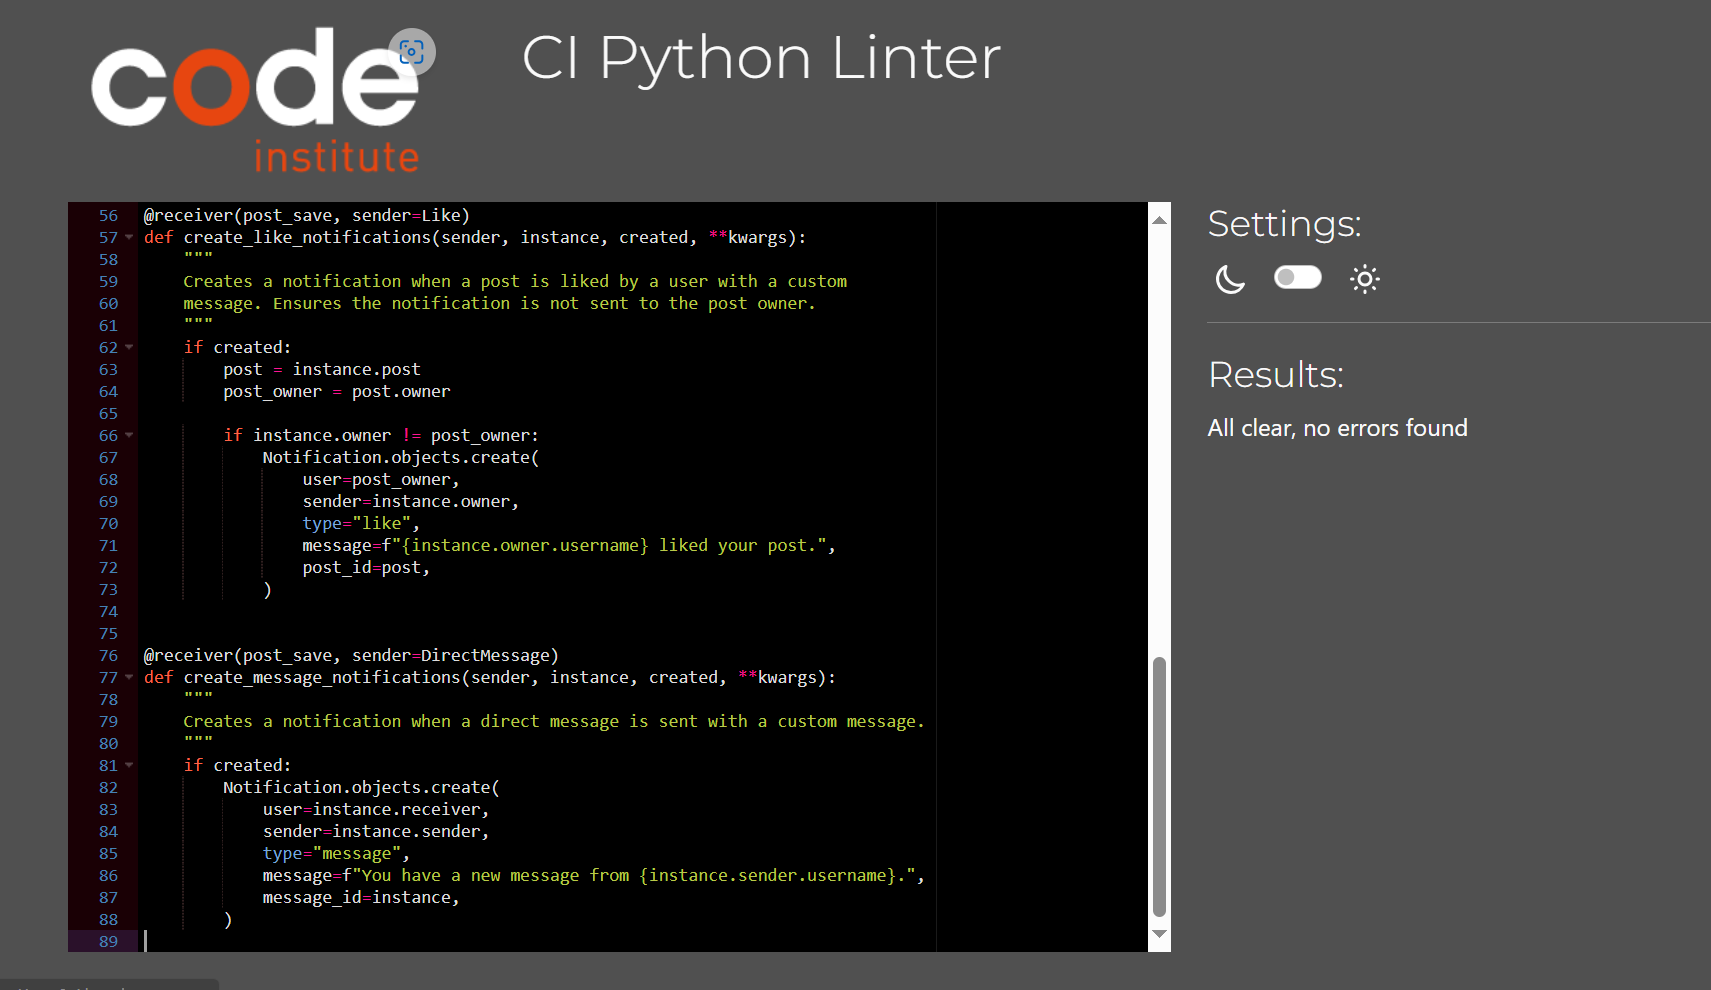 code
institute
CI Python Linter
56 @receiver(post_save, sender=Like)
57 def create_like_notifications(sender, instance, created, **kwargs):
58     """
59     Creates a notification when a post is liked by a user with a custom
60     message. Ensures the notification is not sent to the post owner.
61     """
62     if created:
63         post = instance.post
64         post_owner = post.owner
65
66         if instance.owner != post_owner:
67             Notification.objects.create(
68                 user=post_owner,
69                 sender=instance.owner,
70                 type="like",
71                 message=f"{instance.owner.username} liked your post.",
72                 post_id=post,
73             )
74
75
76 @receiver(post_save, sender=DirectMessage)
77 def create_message_notifications(sender, instance, created, **kwargs):
78     """
79     Creates a notification when a direct message is sent with a custom message.
80     """
81     if created:
82         Notification.objects.create(
83             user=instance.receiver,
84             sender=instance.sender,
85             type="message",
86             message=f"You have a new message from {instance.sender.username}.",
87             message_id=instance,
88         )
89
Settings:
Results:
All clear, no errors found